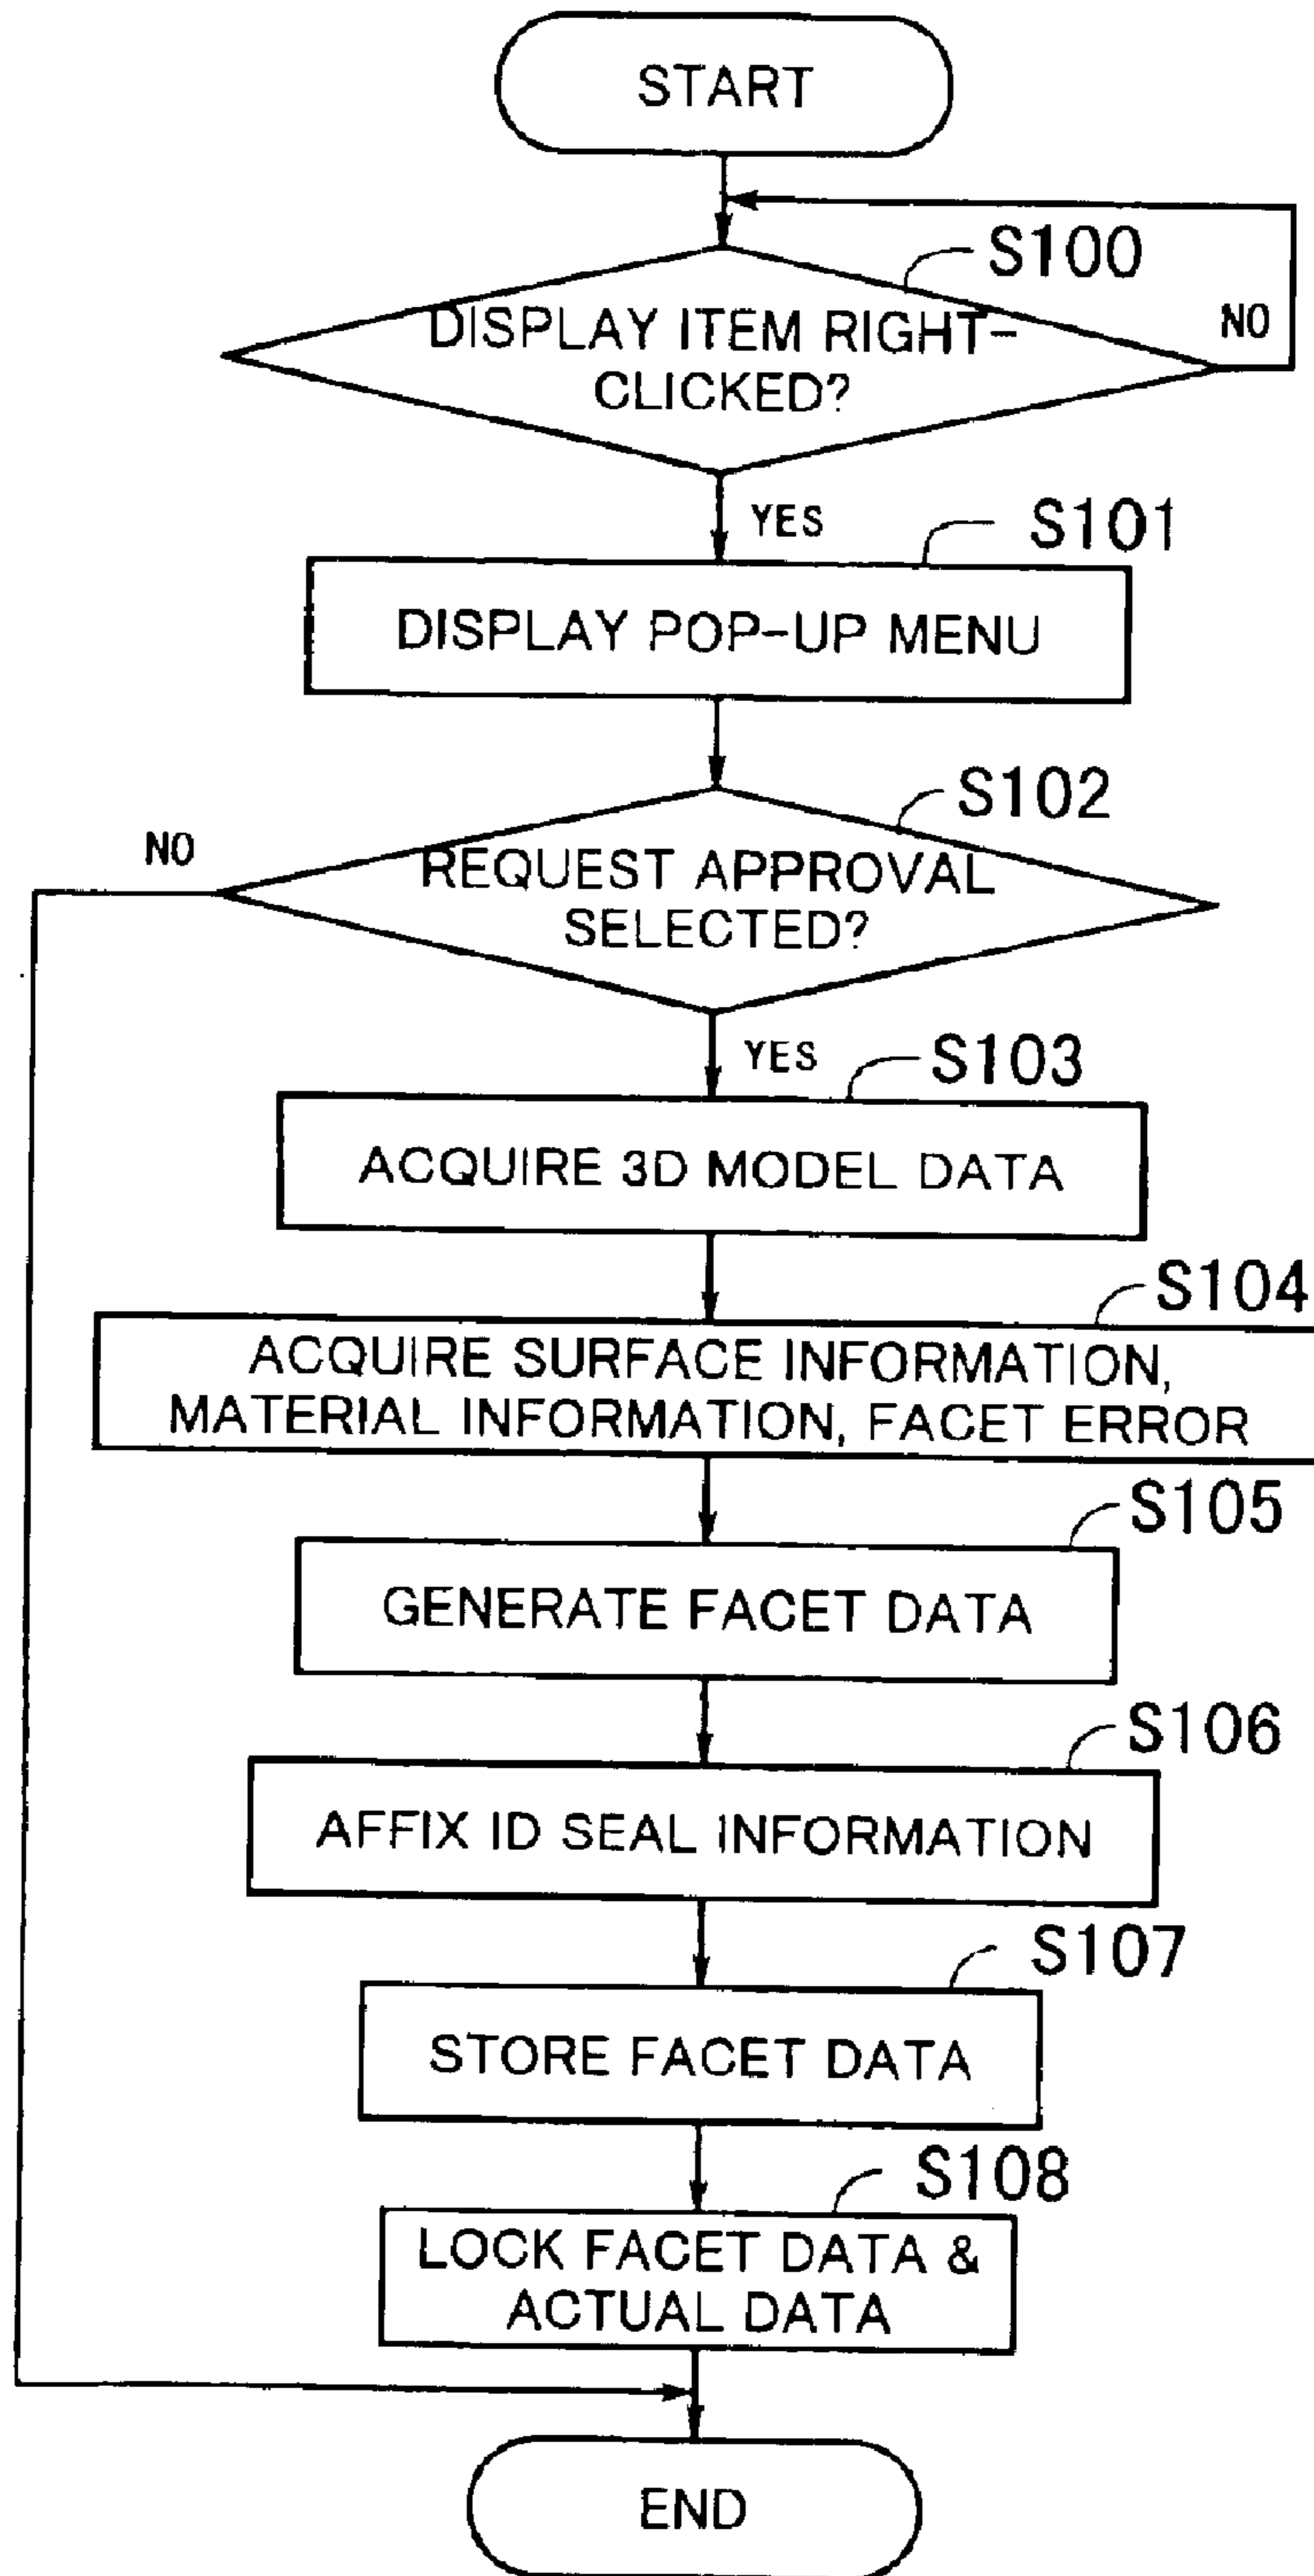 START
S100
DISPLAY ITEM RIGHT-
CLICKED?
NO
YES
S101
DISPLAY POP-UP MENU
S102
NO
REQUEST APPROVAL
SELECTED?
YES
S103
ACQUIRE 3D MODEL DATA
S104
ACQUIRE SURFACE INFORMATION,
MATERIAL INFORMATION, FACET ERROR
S105
GENERATE FACET DATA
S106
AFFIX ID SEAL INFORMATION
S107
STORE FACET DATA
S108
LOCK FACET DATA &
ACTUAL DATA
END